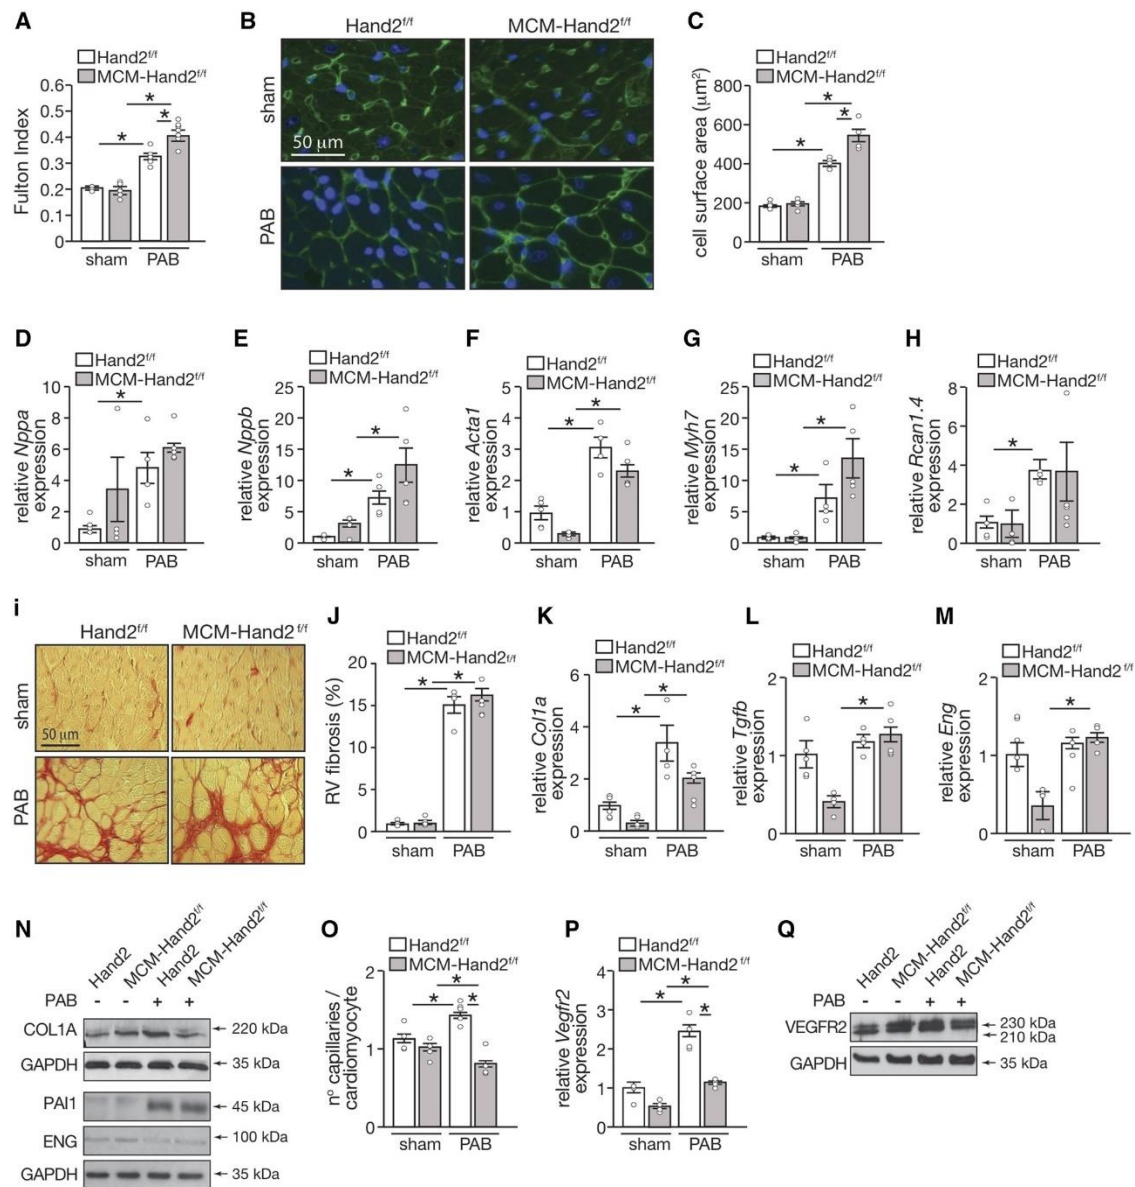 A
Hand2f/f
MCM-Hand2f/f
Fulton Index
0.6
0.5
0.4
0.3
0.2
0.1
0
*
*
*
sham
PAB
B
Hand2f/f
MCM-Hand2f/f
sham
50 μm
PAB
C
Hand2f/f
MCM-Hand2f/f
cell surface area (μm2)
800
600
400
200
0
*
*
*
sham
PAB
D
Hand2f/f
MCM-Hand2f/f
relative Nppa
expression
10
8
6
4
2
0
*
sham
PAB
E
Hand2f/f
MCM-Hand2f/f
relative Nppb
expression
25
20
15
10
5
0
*
*
sham
PAB
F
Hand2f/f
MCM-Hand2f/f
relative Acta1
expression
5
4
3
2
1
0
*
*
sham
PAB
G
Hand2f/f
MCM-Hand2f/f
relative Myh7
expression
25
20
15
10
5
0
*
*
sham
PAB
H
Hand2f/f
MCM-Hand2f/f
relative Rcan1.4
expression
8
6
4
2
0
*
sham
PAB
i
Hand2f/f
MCM-Hand2f/f
sham
50 μm
PAB
J
Hand2f/f
MCM-Hand2f/f
RV fibrosis (%)
20
15
10
5
0
*
*
sham
PAB
K
Hand2f/f
MCM-Hand2f/f
relative Col1a
expression
6
4
2
0
*
*
sham
PAB
L
Hand2f/f
MCM-Hand2f/f
relative Tgfb
expression
2
1
0
*
sham
PAB
M
Hand2f/f
MCM-Hand2f/f
relative Eng
expression
2
1
0
*
sham
PAB
N
Hand2
MCM-Hand2f/f
Hand2
MCM-Hand2f/f
PAB - - + +
COL1A ← 220 kDa
GAPDH ← 35 kDa
PAI1 ← 45 kDa
ENG ← 100 kDa
GAPDH ← 35 kDa
O
Hand2f/f
MCM-Hand2f/f
nº capillaries /
cardiomyocyte
2
1
0
*
*
*
sham
PAB
P
Hand2f/f
MCM-Hand2f/f
relative Vegfr2
expression
4
3
2
1
0
*
*
*
sham
PAB
Q
Hand2
MCM-Hand2f/f
Hand2
MCM-Hand2f/f
PAB - - + +
VEGFR2 ← 230 kDa
← 210 kDa
GAPDH ← 35 kDa